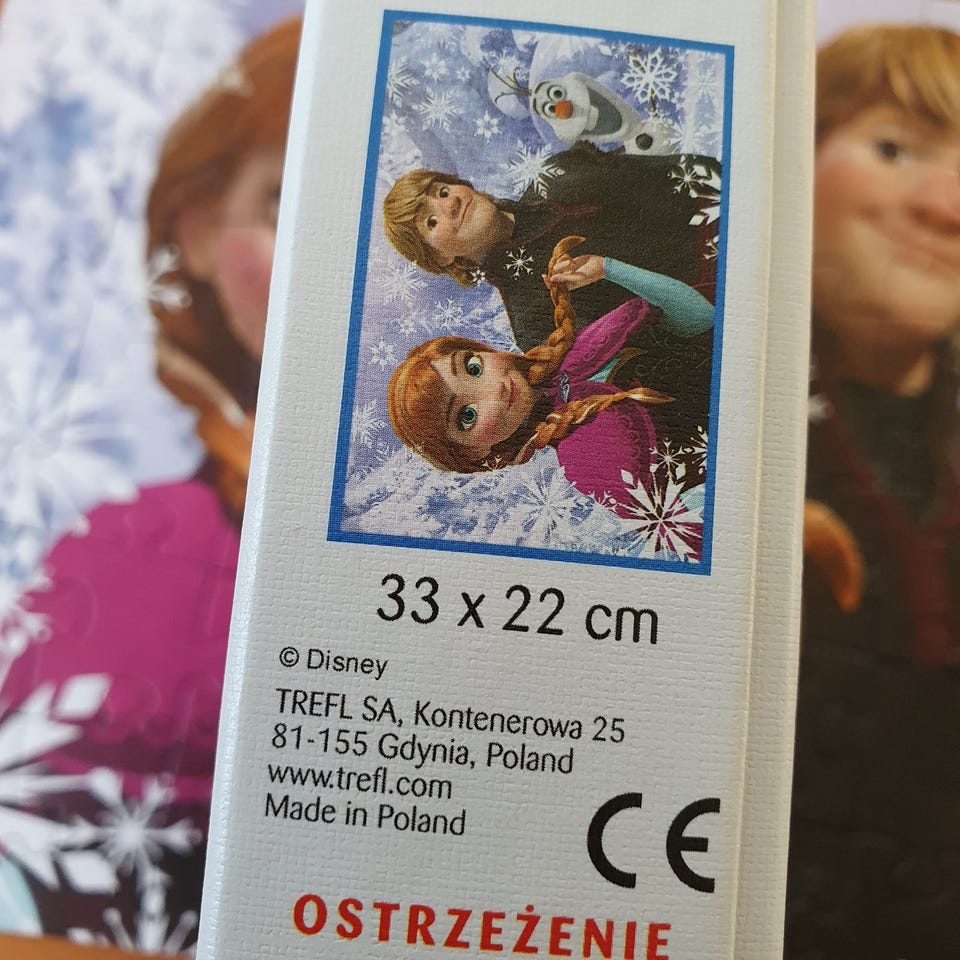 33 x 22 cm
© Disney
TREFL SA, Kontenerowa 25
81-155 Gdynia, Poland
www.trefl.com
Made in Poland
CE
OSTRZEŻENIE